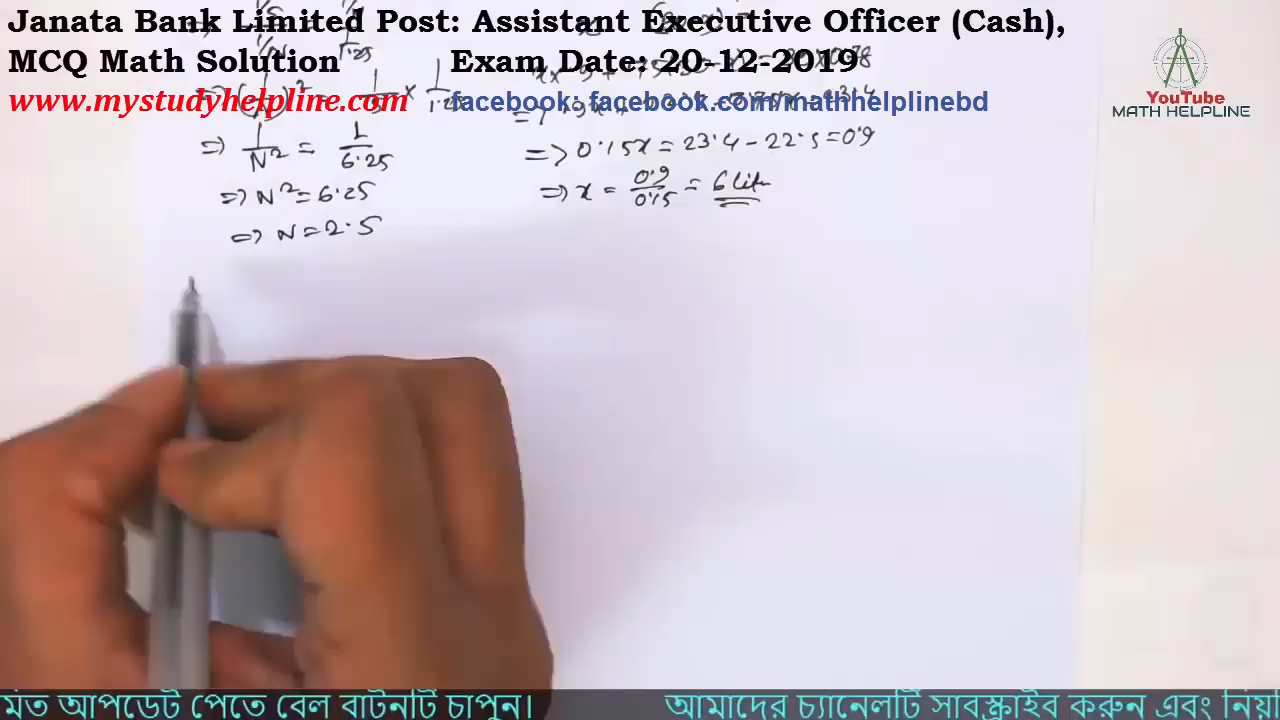 Janata Bank Limited Post: Assistant Executive Officer (Cash),
MCQ Math Solution Exam Date: 20-12-2019
www.mystudyhelpline.com facebook: facebook.com/mathhelplinebd
YouTube
MATH HELPLINE
=> 1/N² = 1/6.25
=> N² = 6.25
=> N = 2.5
=> 0.15x = 23.4 - 22.5 = 0.9
=> x = 0.9/0.15 = 6
মিত আপডেট পেতে বেল বাটনটি চাপুন। আমাদের চ্যানেলটি সাবস্ক্রাইব করুন এবং নিয়